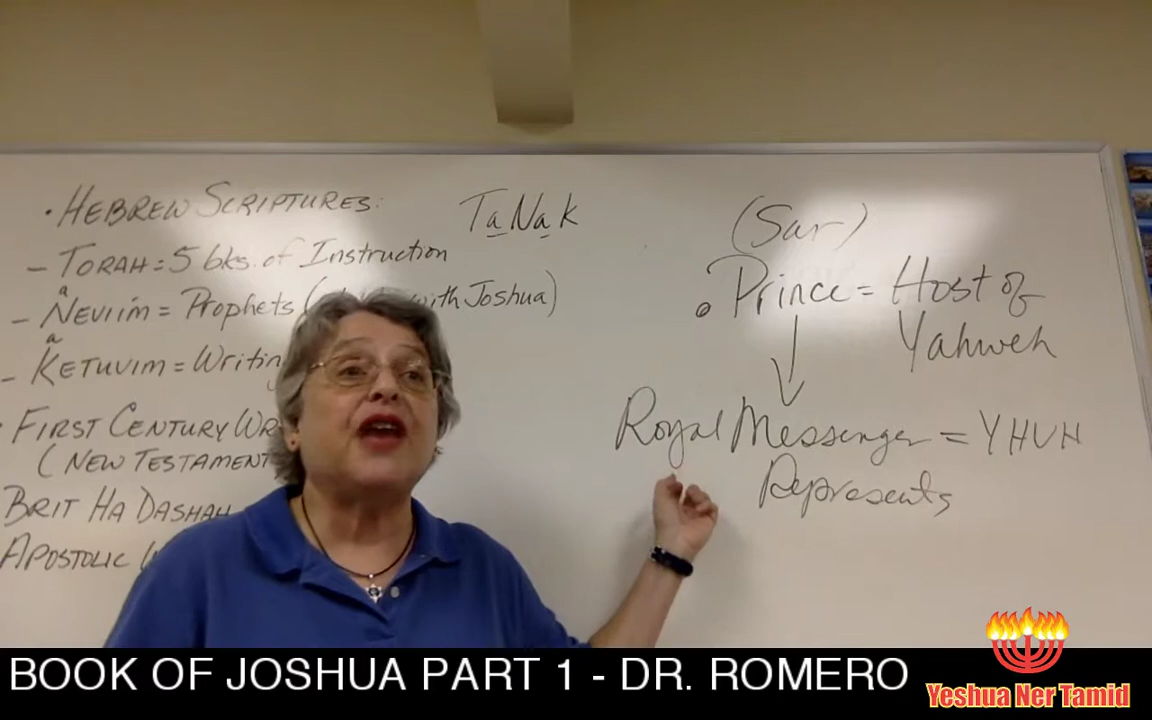 • HEBREW SCRIPTURES:
TaNak
– TORAH = 5 bks. of Instruction
a
– NEVIIM = Prophets ( with Joshua)
a
– KETUVIM = Writin
• FIRST CENTURY WR
(NEW TESTAMENT
BRIT HA DASHAH
APOSTOLIC
(Sar)
• Prince = Host of
Yahweh
Royal Messenger = YHVH
Represents
BOOK OF JOSHUA PART 1 - DR. ROMERO
Yeshua Ner Tamid